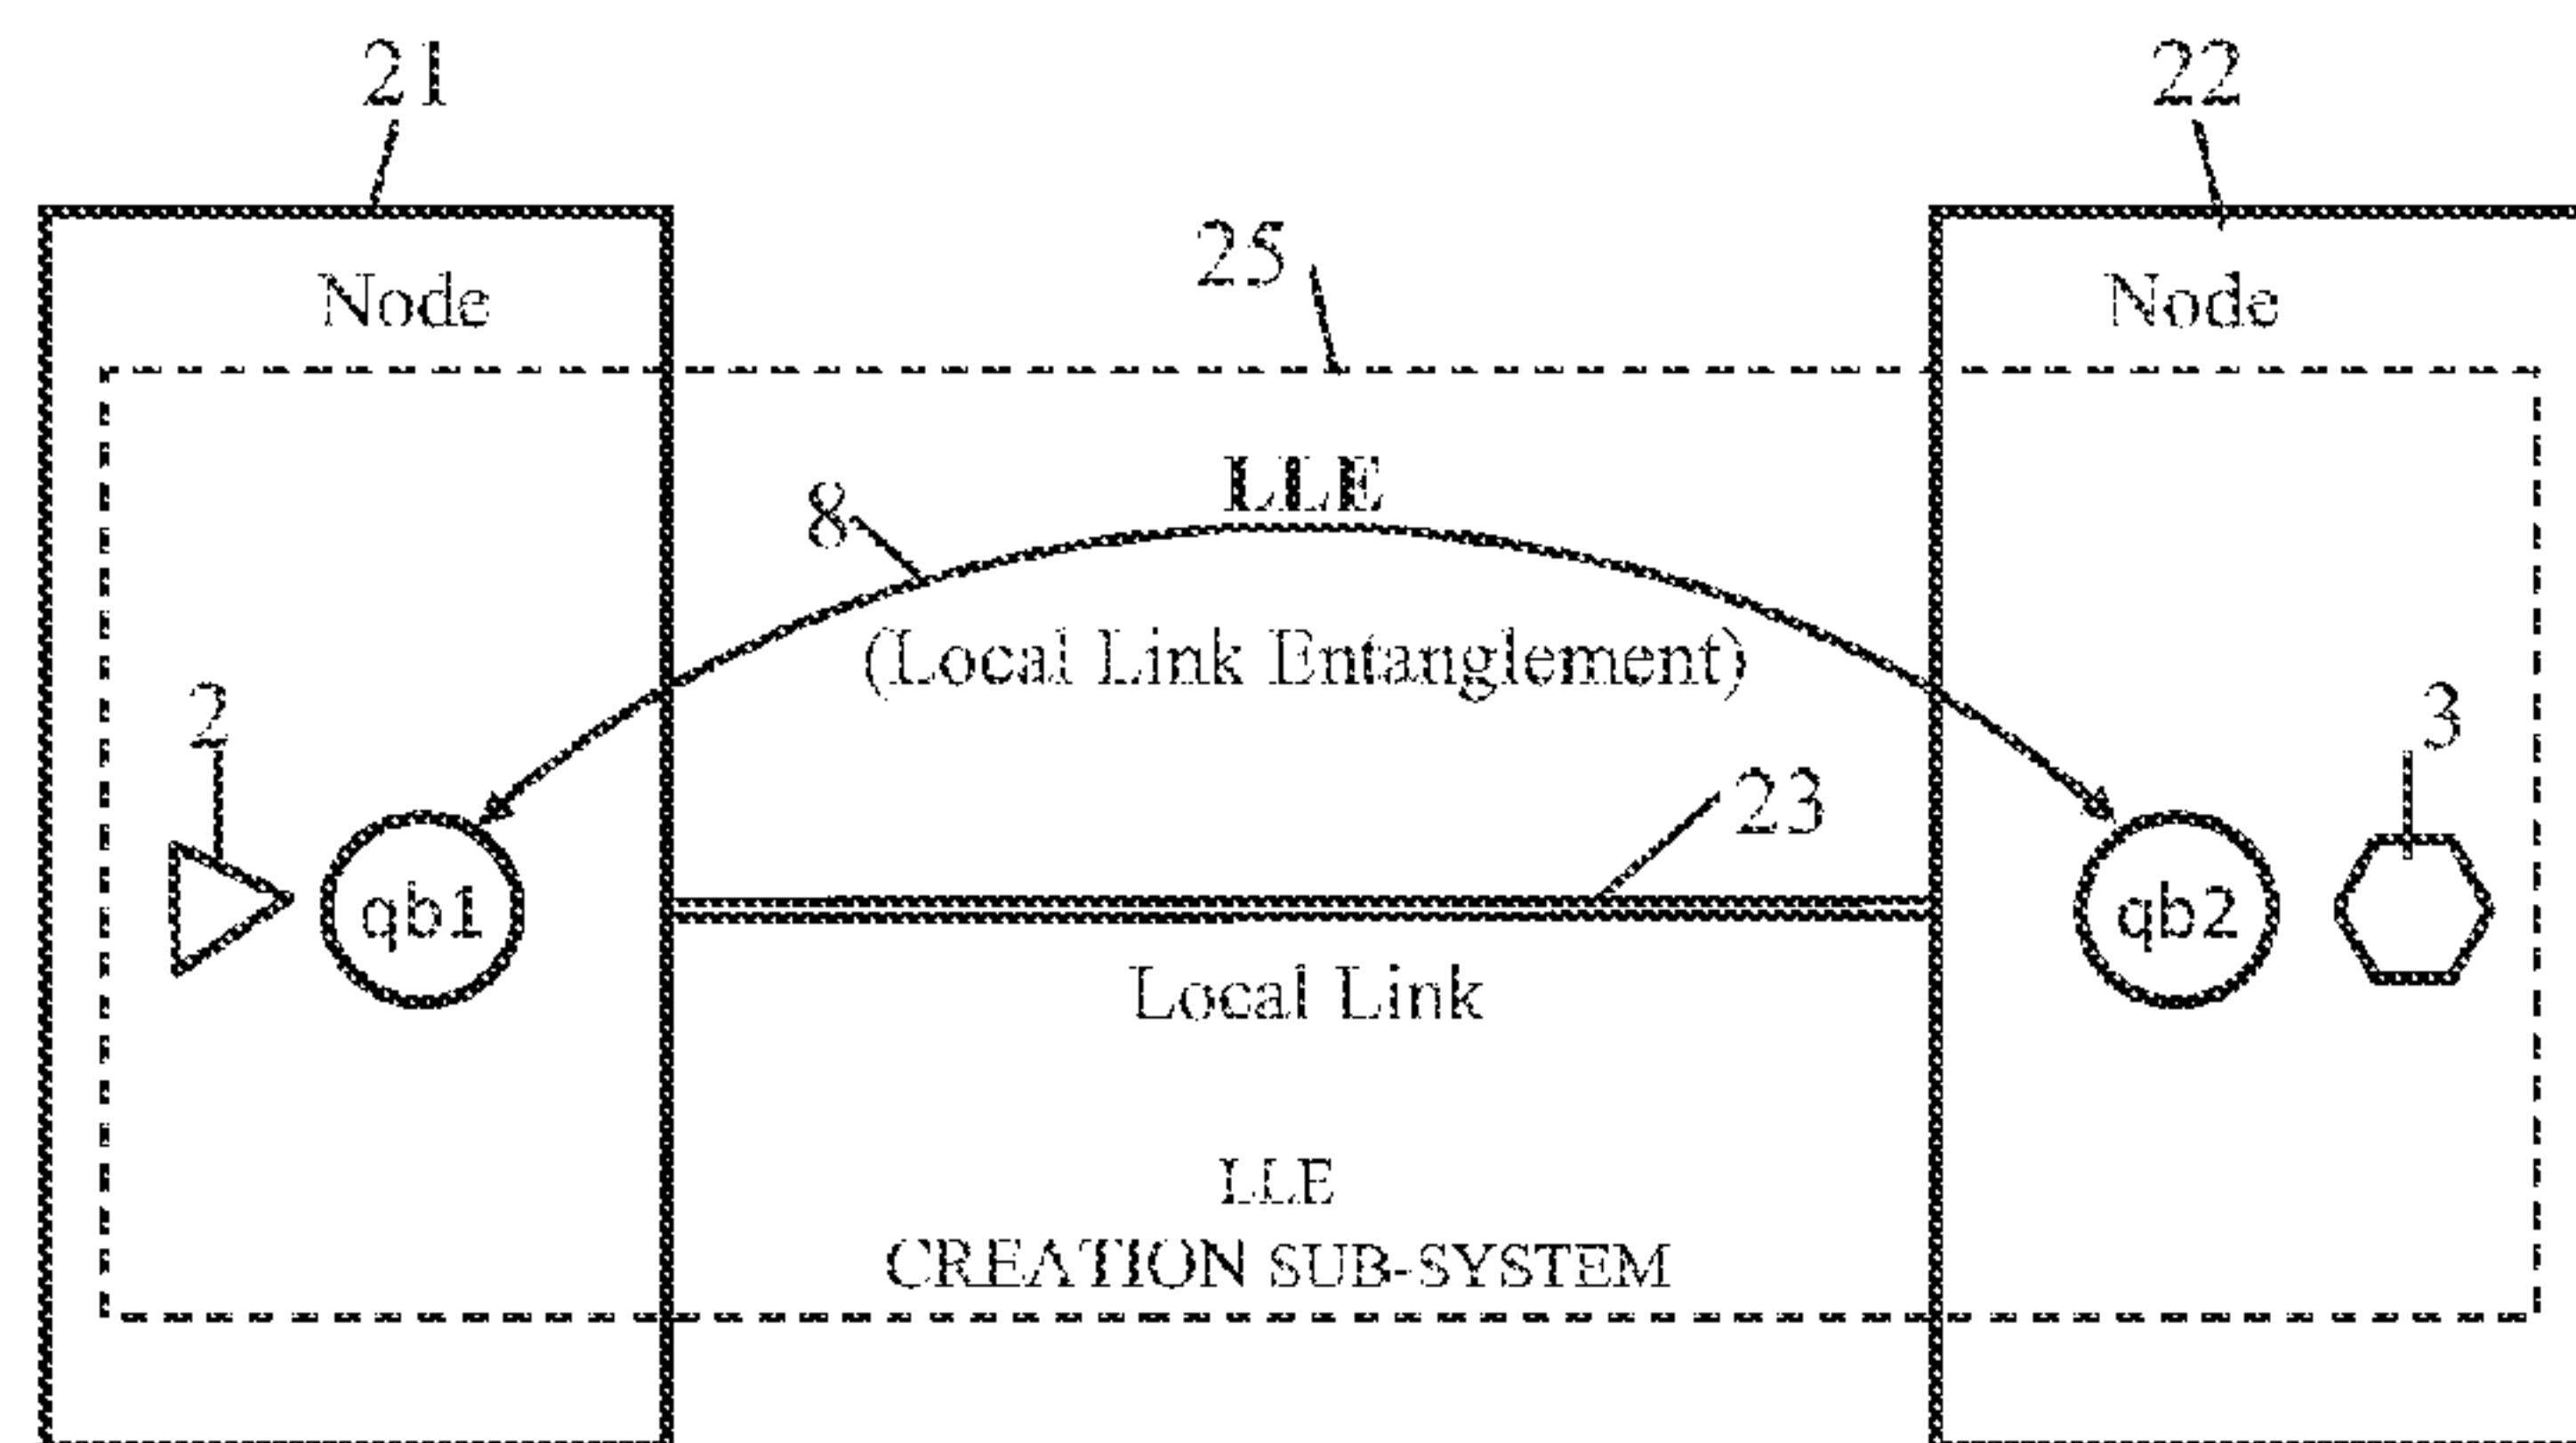 21
22
25
Node
Node
LLE
8
(Local Link Entanglement)
2
3
23
qb1
qb2
Local Link
LLE
CREATION SUB-SYSTEM